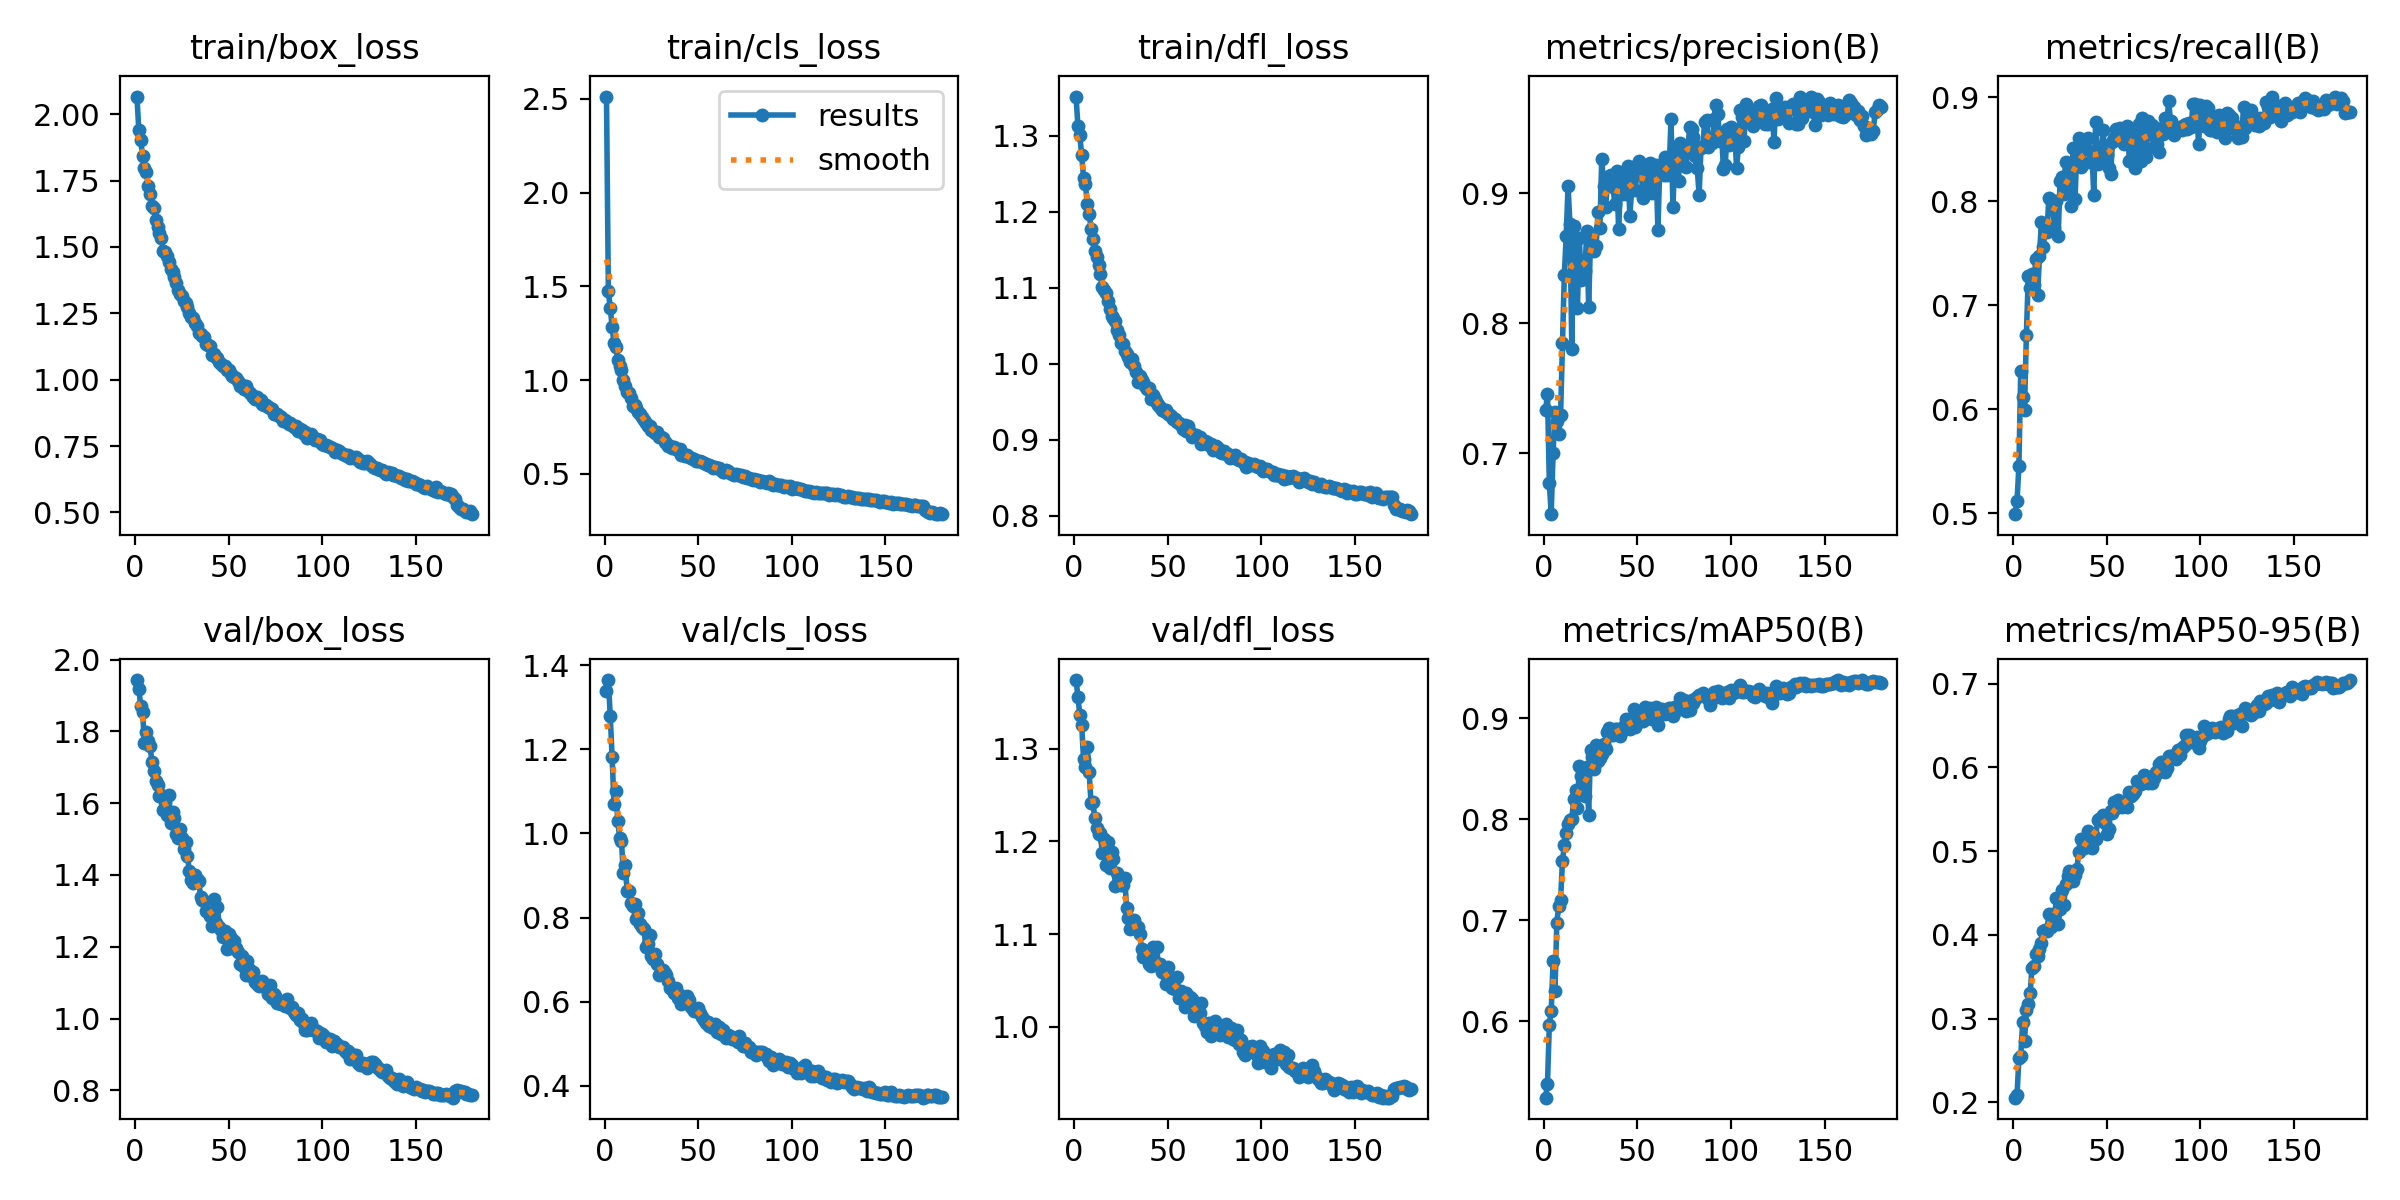 train/box_loss
2.00
1.75
1.50
1.25
1.00
0.75
0.50
0 50 100 150
train/cls_loss
results
smooth
2.5
2.0
1.5
1.0
0.5
0 50 100 150
train/dfl_loss
1.3
1.2
1.1
1.0
0.9
0.8
0 50 100 150
metrics/precision(B)
0.9
0.8
0.7
0 50 100 150
metrics/recall(B)
0.9
0.8
0.7
0.6
0.5
0 50 100 150
val/box_loss
2.0
1.8
1.6
1.4
1.2
1.0
0.8
0 50 100 150
val/cls_loss
1.4
1.2
1.0
0.8
0.6
0.4
0 50 100 150
val/dfl_loss
1.3
1.2
1.1
1.0
0 50 100 150
metrics/mAP50(B)
0.9
0.8
0.7
0.6
0 50 100 150
metrics/mAP50-95(B)
0.7
0.6
0.5
0.4
0.3
0.2
0 50 100 150